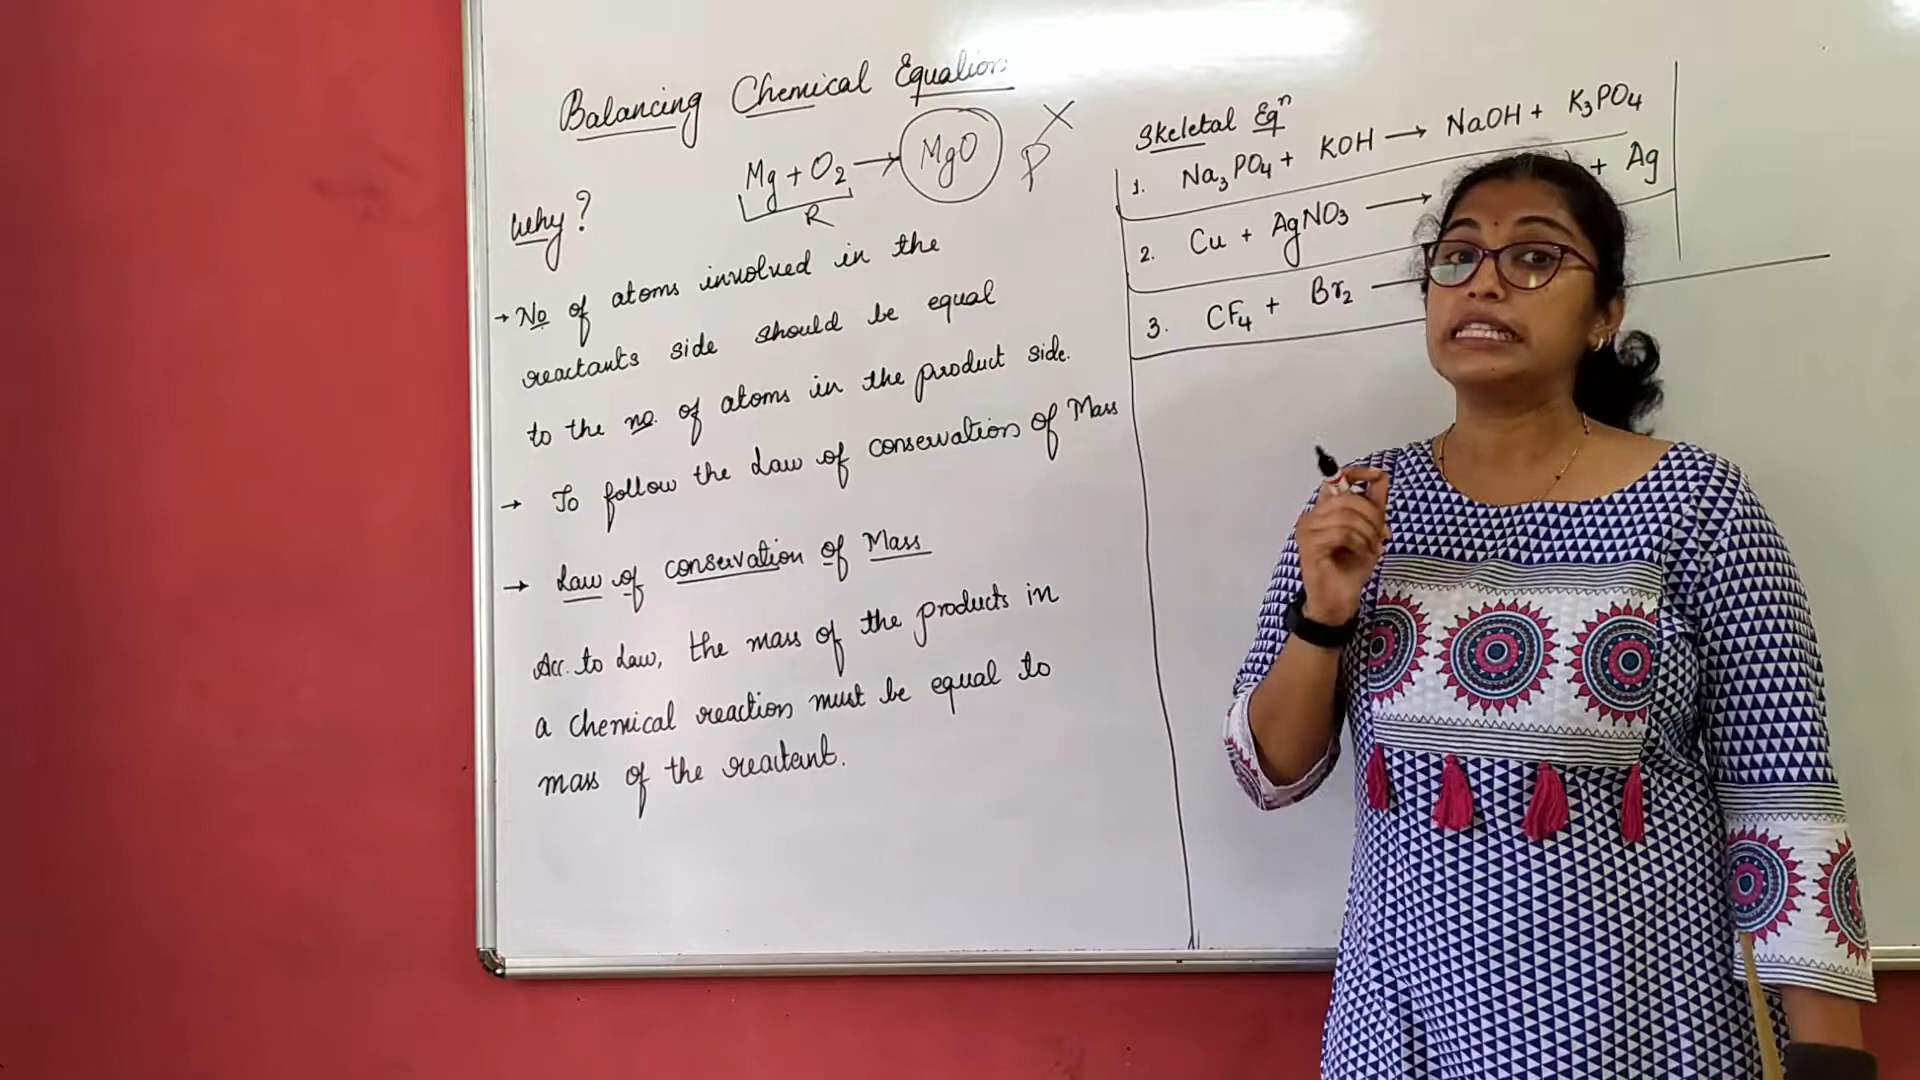 Balancing Chemical Equations
Mg + O₂ → MgO
R
P
X
Why?
→ No of atoms involved in the
reactants side should be equal
to the no. of atoms in the product side.
→ To follow the Law of conservation of Mass
→ Law of conservation of Mass
Acc. to Law, the mass of the products in
a chemical reaction must be equal to
mass of the reactant.
Skeletal Eqⁿ
1. Na₃PO₄ + KOH → NaOH + K₃PO₄
2. Cu + AgNO₃ → + Ag
3. CF₄ + Br₂